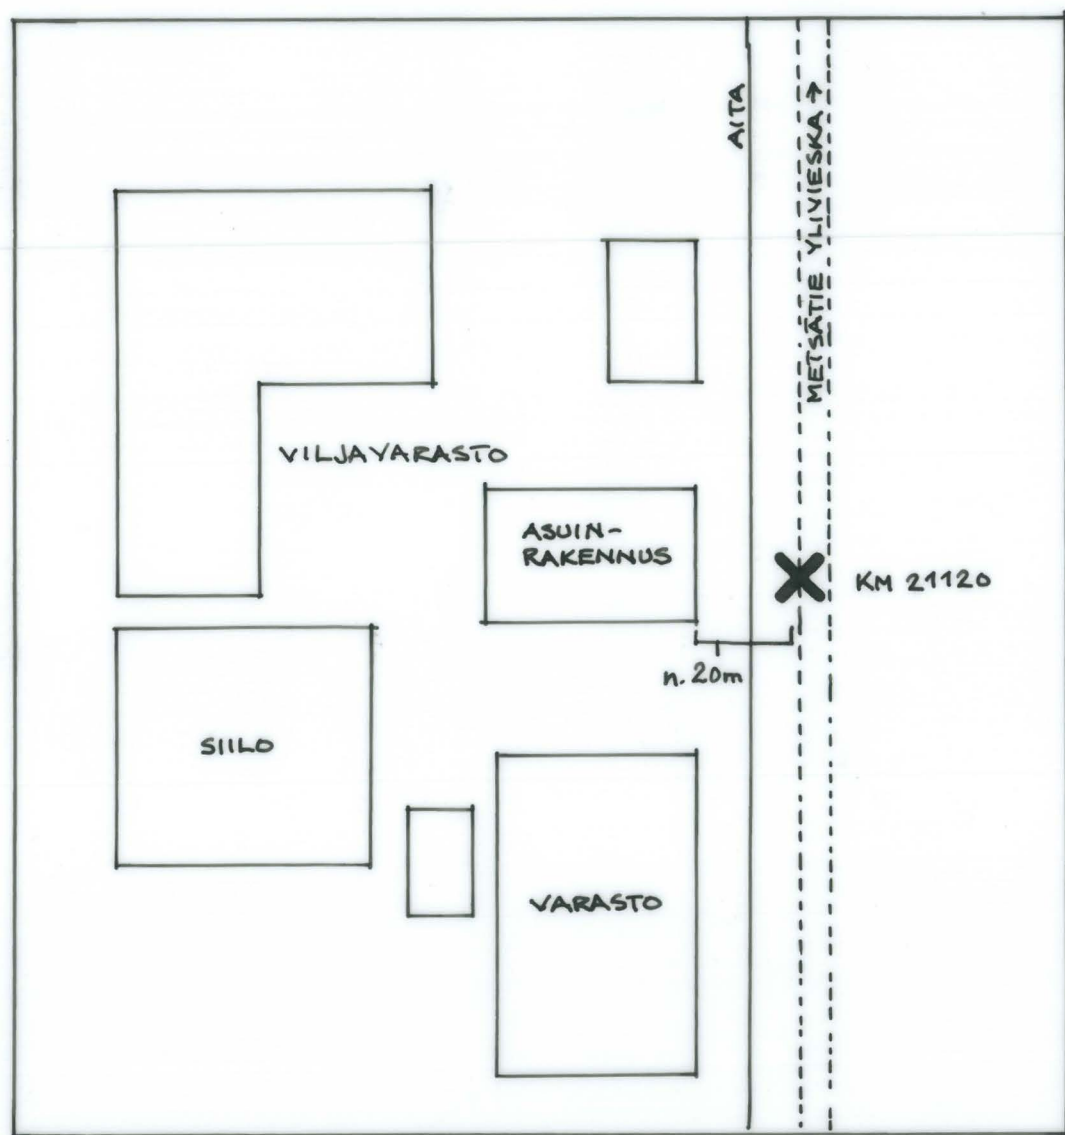 AITA
METSÄTIE YLIVIESKA →
VILJAVARASTO
ASUIN-
RAKENNUS
KM 21120
n. 20m
SIILO
VARASTO